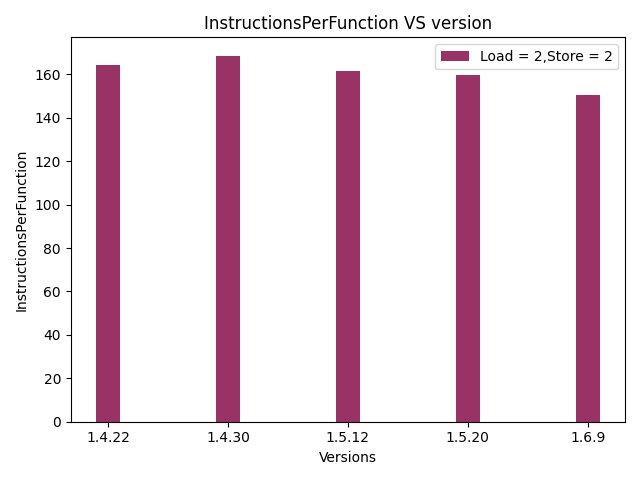 InstructionsPerFunction VS version
Load = 2,Store = 2
InstructionsPerFunction
160
140
120
100
80
60
40
20
0
1.4.22 1.4.30 1.5.12 1.5.20 1.6.9
Versions